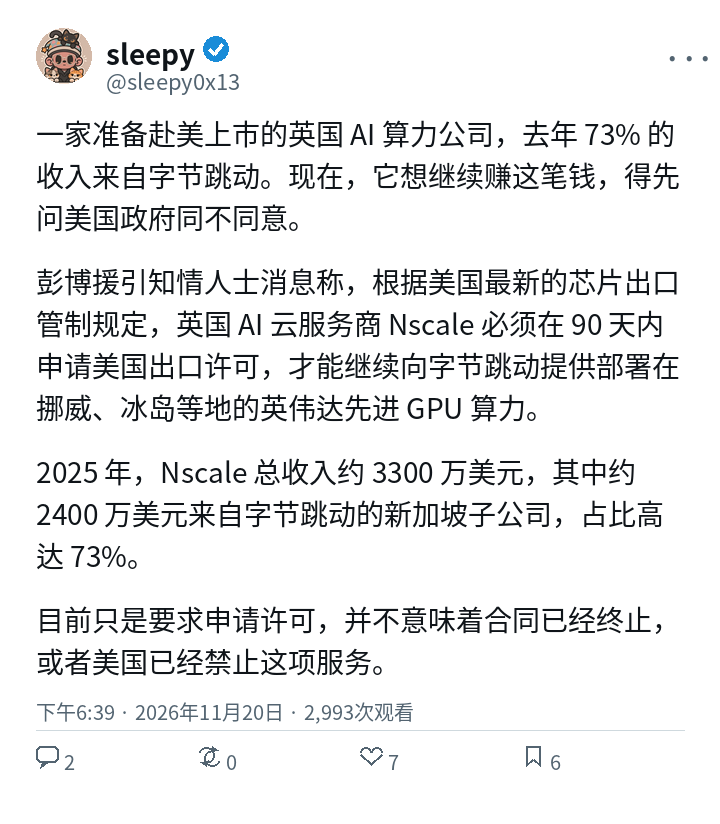 sleepy
@sleepy0x13
一家准备赴美上市的英国 AI 算力公司，去年 73% 的
收入来自字节跳动。现在，它想继续赚这笔钱，得先
问美国政府同不同意。
彭博援引知情人士消息称，根据美国最新的芯片出口
管制规定，英国 AI 云服务商 Nscale 必须在 90 天内
申请美国出口许可，才能继续向字节跳动提供部署在
挪威、冰岛等地的英伟达先进 GPU 算力。
2025 年，Nscale 总收入约 3300 万美元，其中约
2400 万美元来自字节跳动的新加坡子公司，占比高
达 73%。
目前只是要求申请许可，并不意味着合同已经终止，
或者美国已经禁止这项服务。
下午6:39 · 2026年11月20日 · 2,993次观看
2 0 7 6